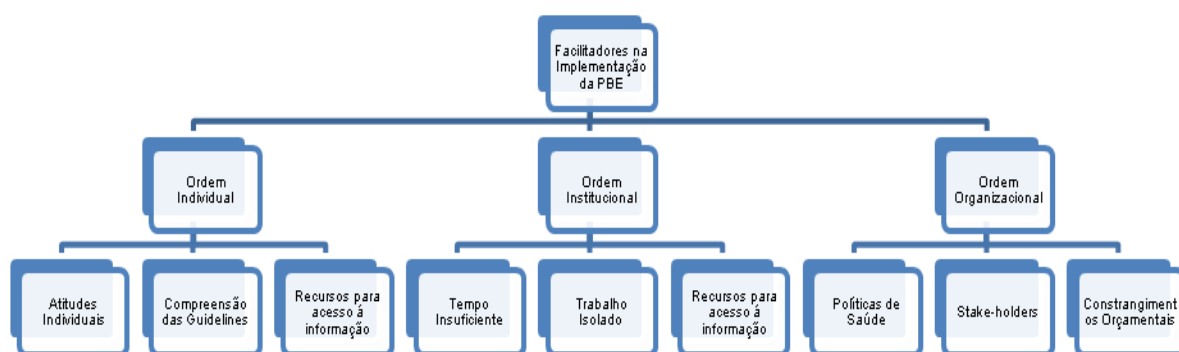 Facilitadores na
Implementação
da PBE
Ordem
Individual
Ordem
Institucional
Ordem
Organizacional
Atitudes
Individuais
Compreensão
das Guidelines
Recursos para
acesso á
informação
Tempo
Insuficiente
Trabalho
Isolado
Recursos para
acesso á
informação
Políticas de
Saúde
Stake-holders
Constrangiment
os Orçamentais